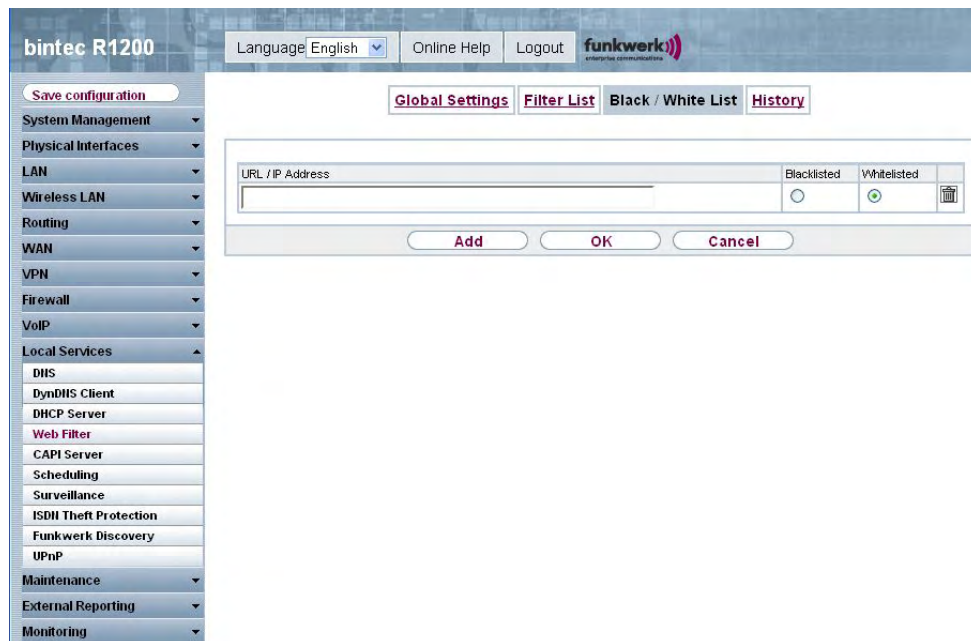 bintec R1200
Language English Online Help Logout funkwerk
enterprise communications
Save configuration
System Management
Physical Interfaces
LAN
Wireless LAN
Routing
WAN
VPN
Firewall
VoIP
Local Services
DNS
DynDNS Client
DHCP Server
Web Filter
CAPI Server
Scheduling
Surveillance
ISDN Theft Protection
Funkwerk Discovery
UPnP
Maintenance
External Reporting
Monitoring
Global Settings Filter List Black / White List History
URL / IP Address Blacklisted Whitelisted
Add OK Cancel